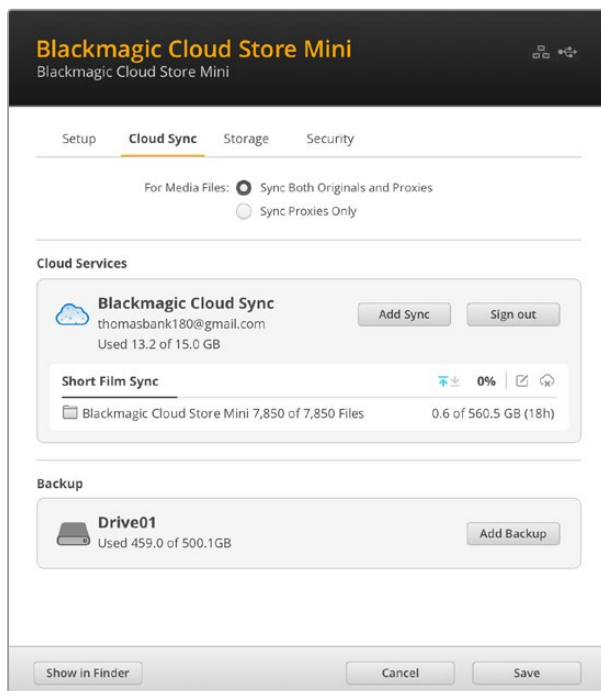 Blackmagic Cloud Store Mini
Blackmagic Cloud Store Mini
Setup Cloud Sync Storage Security
For Media Files: Sync Both Originals and Proxies
Sync Proxies Only
Cloud Services
Blackmagic Cloud Sync
thomasbank180@gmail.com
Used 13.2 of 15.0 GB
Add Sync Sign out
Short Film Sync 0%
Blackmagic Cloud Store Mini 7,850 of 7,850 Files 0.6 of 560.5 GB (18h)
Backup
Drive01
Used 459.0 of 500.1GB
Add Backup
Show in Finder Cancel Save